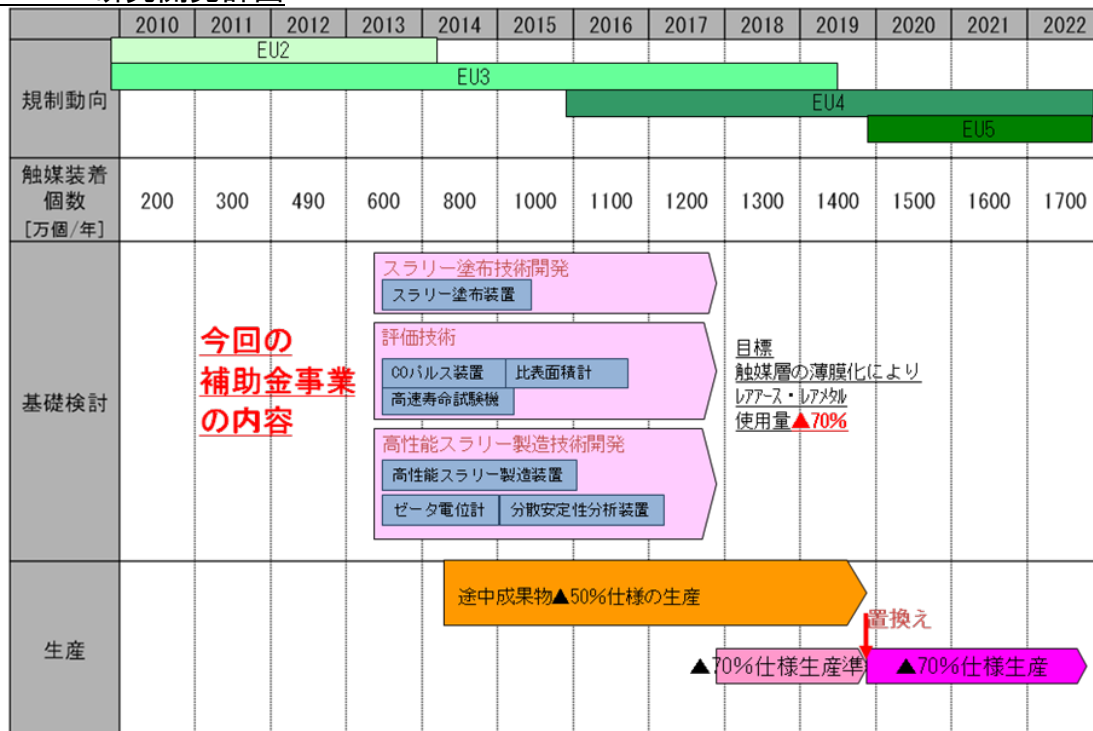 2010 2011 2012 2013 2014 2015 2016 2017 2018 2019 2020 2021 2022
規制動向
EU2
EU3
EU4
EU5
触媒装着
個数
[万個/年]
200 300 490 600 800 1000 1100 1200 1300 1400 1500 1600 1700
基礎検討
今回の
補助金事業
の内容
スラリー塗布技術開発
スラリー塗布装置
評価技術
COパルス装置 比表面積計
高速寿命試験機
高性能スラリー製造技術開発
高性能スラリー製造装置
ゼータ電位計 分散安定性分析装置
目標
触媒層の薄膜化により
レアアース・レアメタル
使用量▲70%
生産
途中成果物▲50%仕様の生産
置換え
▲70%仕様生産準
▲70%仕様生産